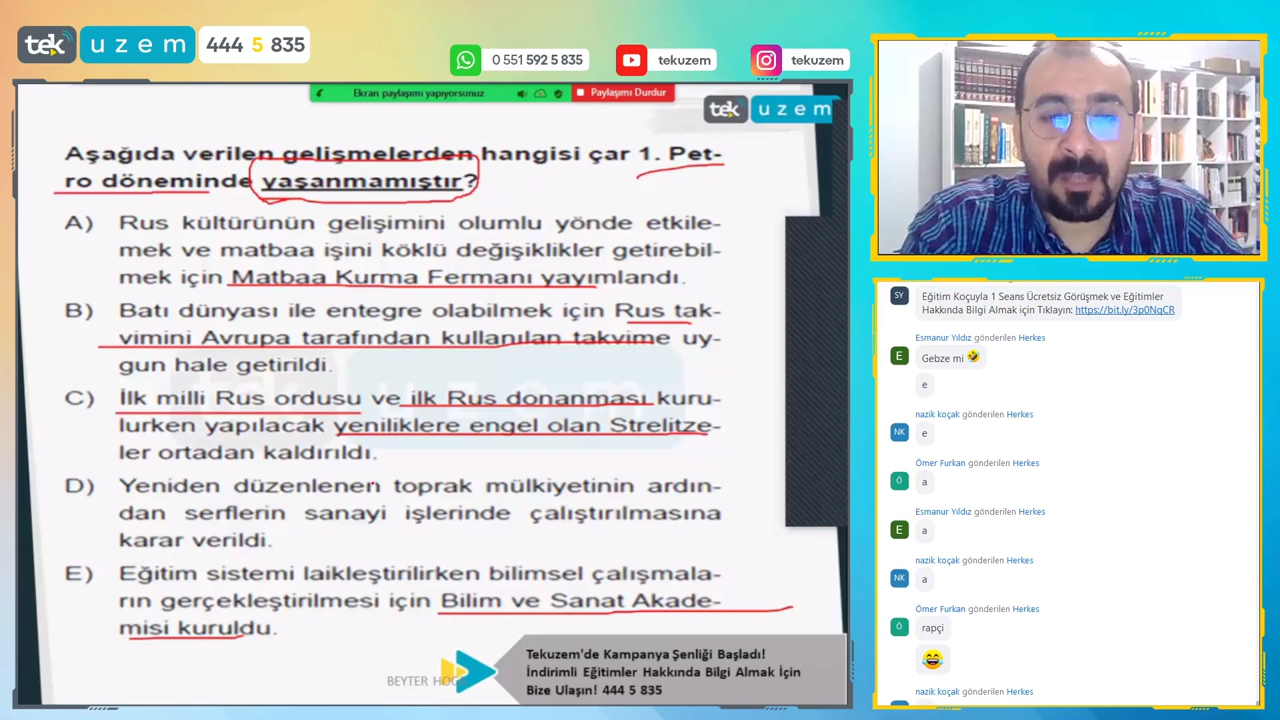 tek uzem 444 5 835
0 551 592 5 835
tekuzem
tekuzem
Ekran paylaşımı yapıyorsunuz
Paylaşımı Durdur
tek uzem
Aşağıda verilen gelişmelerden hangisi çar 1. Pet-
ro döneminde yaşanmamıştır?
A) Rus kültürünün gelişimini olumlu yönde etkile-
mek ve matbaa işini köklü değişiklikler getirebil-
mek için Matbaa Kurma Fermanı yayımlandı.
B) Batı dünyası ile entegre olabilmek için Rus tak-
vimini Avrupa tarafından kullanılan takvime uy-
gun hale getirildi.
C) İlk milli Rus ordusu ve ilk Rus donanması kuru-
lurken yapılacak yeniliklere engel olan Strelitze-
ler ortadan kaldırıldı.
D) Yeniden düzenlenen toprak mülkiyetinin ardın-
dan serflerin sanayi işlerinde çalıştırılmasına
karar verildi.
E) Eğitim sistemi laikleştirilirken bilimsel çalışmala-
rın gerçekleştirilmesi için Bilim ve Sanat Akade-
misi kuruldu.
tek uzem
BEYTER HOC
Tekuzem'de Kampanya Şenliği Başladı!
İndirimli Eğitimler Hakkında Bilgi Almak İçin
Bize Ulaşın! 444 5 835
SY
Eğitim Koçuyla 1 Seans Ücretsiz Görüşmek ve Eğitimler
Hakkında Bilgi Almak için Tıklayın: https://bit.ly/3p0NqCR
Esmanur Yıldız gönderilen Herkes
E
Gebze mi 🤣
e
nazik koçak gönderilen Herkes
NK
e
Ömer Furkan gönderilen Herkes
Ö
a
Esmanur Yıldız gönderilen Herkes
E
a
nazik koçak gönderilen Herkes
NK
a
Ömer Furkan gönderilen Herkes
Ö
rapçi
😂
nazik koçak gönderilen Herkes